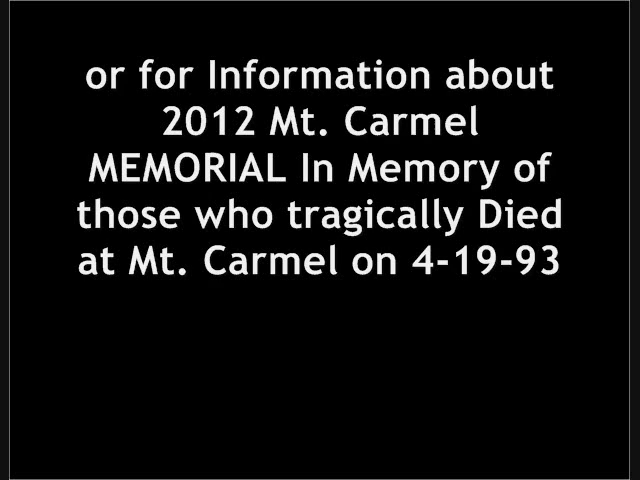 or for Information about
2012 Mt. Carmel
MEMORIAL In Memory of
those who tragically Died
at Mt. Carmel on 4-19-93